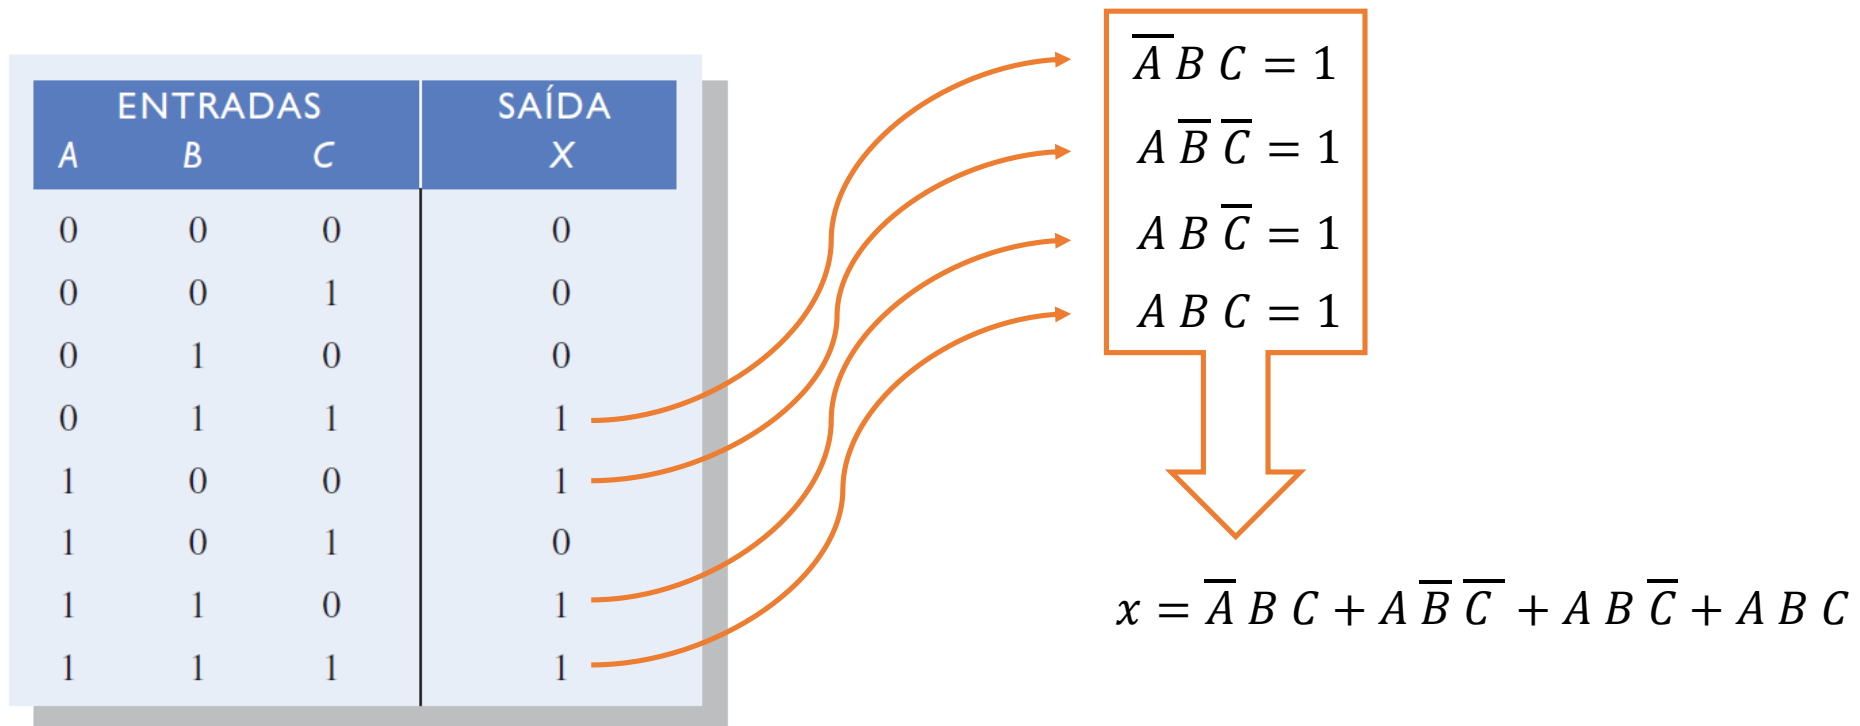 ENTRADAS SAÍDA
A B C X
0 0 0 0
0 0 1 0
0 1 0 0
0 1 1 1
1 0 0 1
1 0 1 0
1 1 0 1
1 1 1 1
A̅ B C = 1
A B̅ C̅ = 1
A B C̅ = 1
A B C = 1
x = A̅ B C + A B̅ C̅ + A B C̅ + A B C